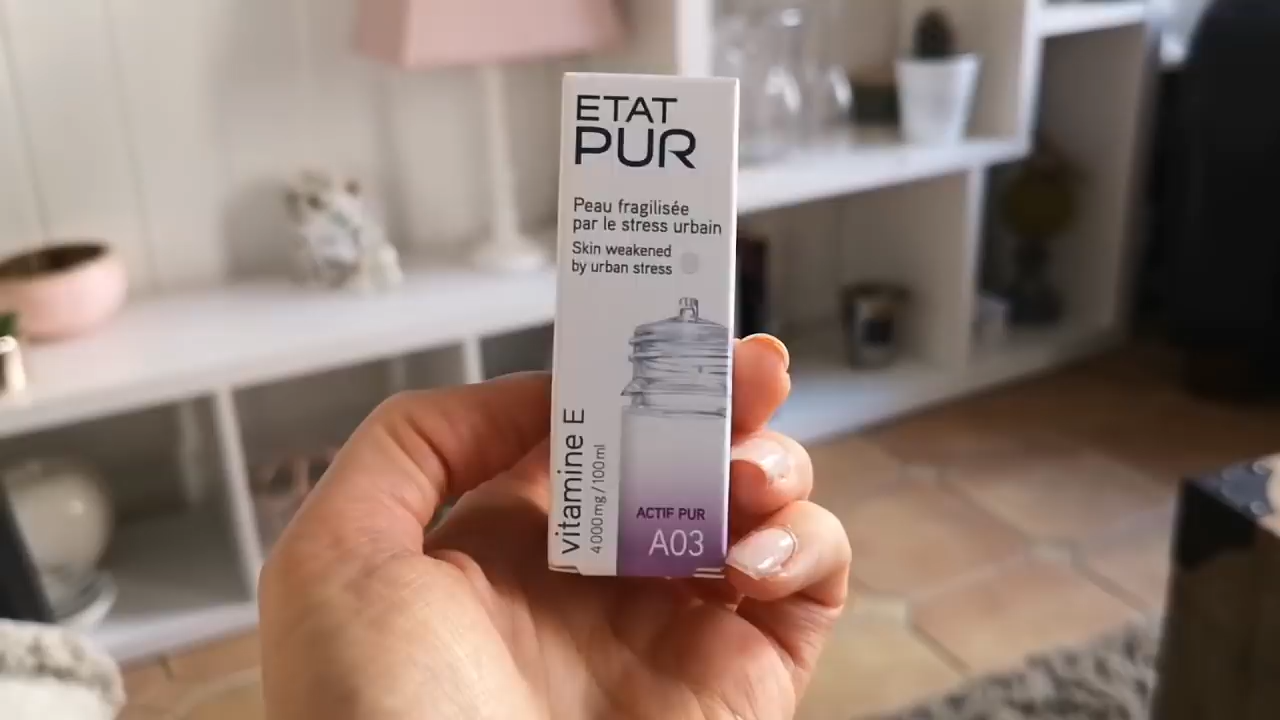 ETAT
PUR
Peau fragilisée
par le stress urbain
Skin weakened
by urban stress
vitamine E
4000mg/100ml
ACTIF PUR
A03